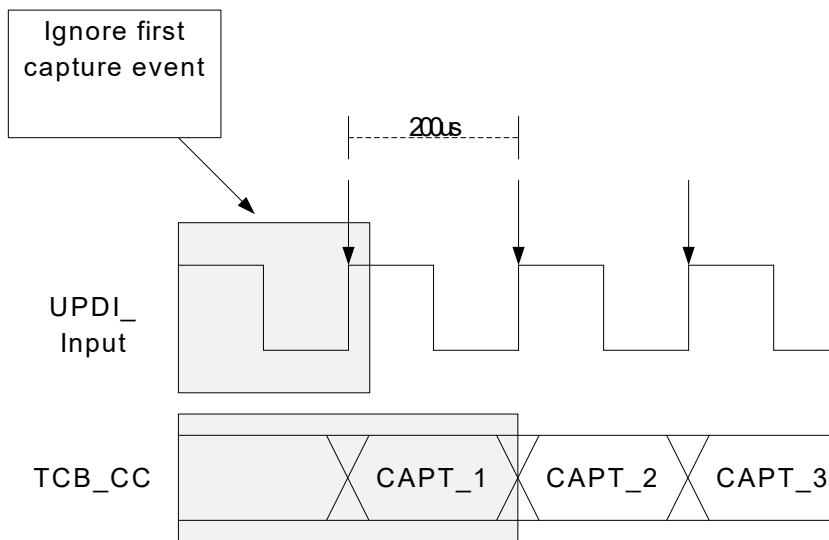 Ignore first
capture event
200us
UPDI_
Input
TCB_CC
CAPT_1
CAPT_2
CAPT_3